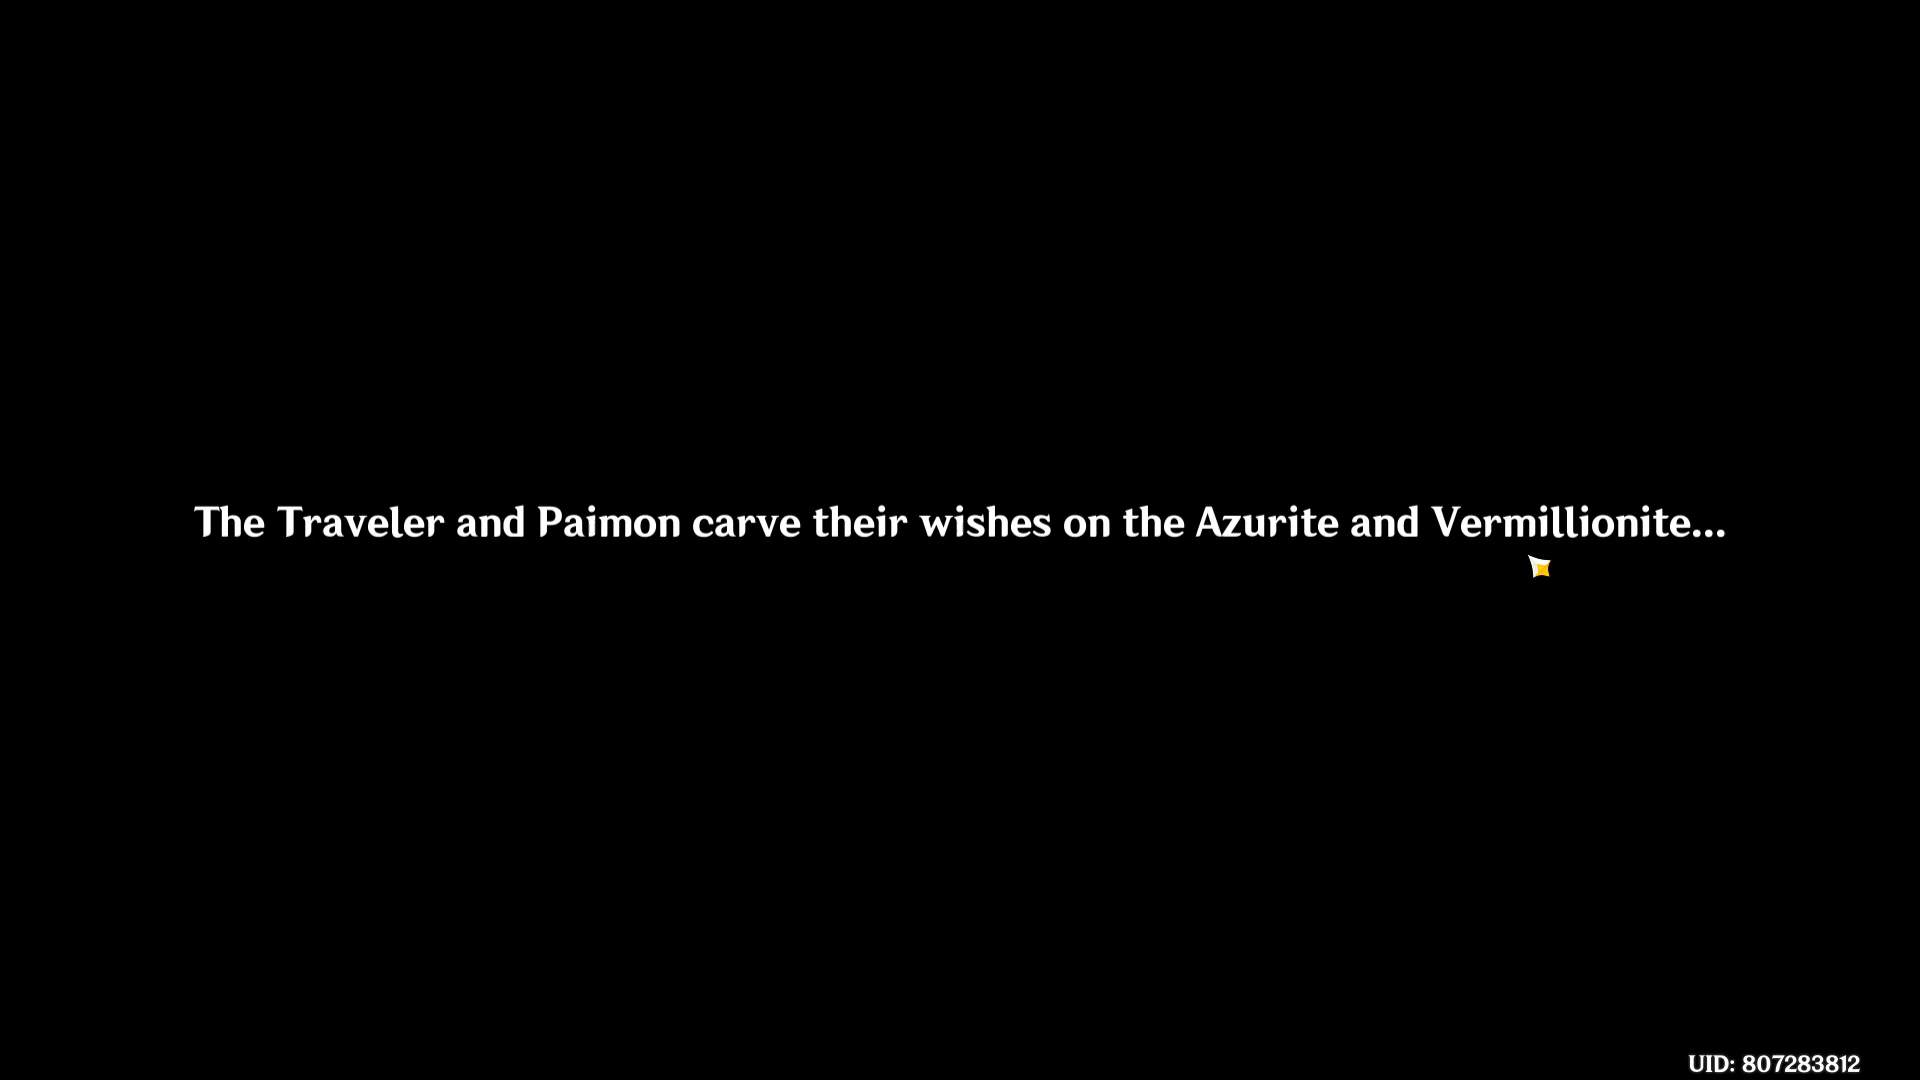 The Traveler and Paimon carve their wishes on the Azurite and Vermillionite...
UID: 807283812